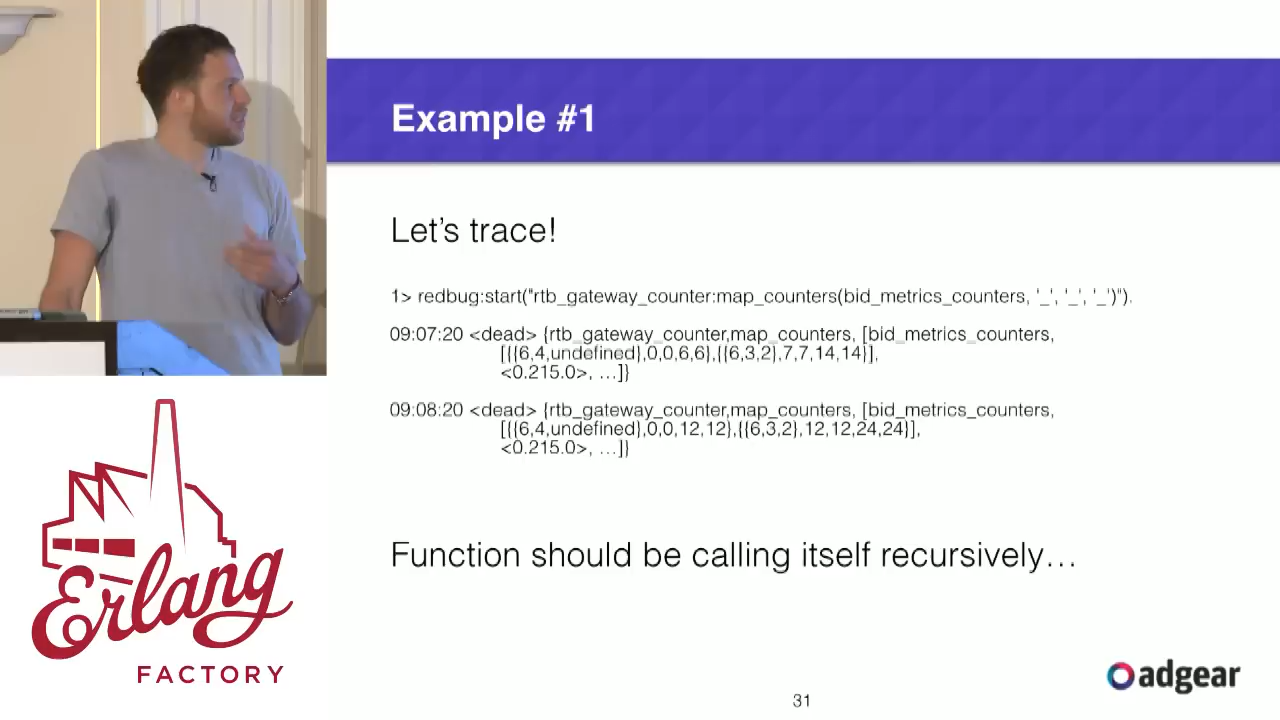 Example #1
Let's trace!
1> redbug:start("rtb_gateway_counter:map_counters(bid_metrics_counters, '_', '_', '_')").
09:07:20 <dead> {rtb_gateway_counter,map_counters, [bid_metrics_counters,
[{{6,4,undefined},0,0,6,6},{{6,3,2},7,7,14,14}],
<0.215.0>, …]}
09:08:20 <dead> {rtb_gateway_counter,map_counters, [bid_metrics_counters,
[{{6,4,undefined},0,0,12,12},{{6,3,2},12,12,24,24}],
<0.215.0>, …]}
Function should be calling itself recursively…
Erlang
FACTORY
adgear
31